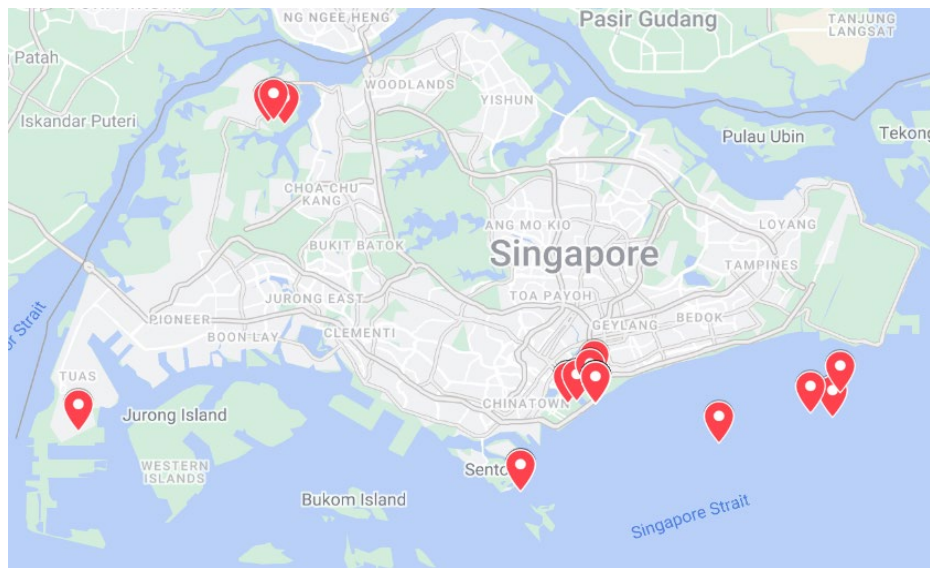 NG NGEE HENG
Pasir Gudang
TANJUNG
LANGSAT
Patah
Iskandar Puteri
WOODLANDS
YISHUN
Pulau Ubin
Tekong
CHOA CHU
KANG
ANG MO KIO
LOYANG
BUKIT BATOK
Singapore
TAMPINES
JURONG EAST
TOA PAYOH
PIONEER
GEYLANG
BEDOK
BOON LAY
CLEMENTI
or Strait
TUAS
CHINATOWN
Jurong Island
WESTERN
ISLANDS
Sento
Bukom Island
Singapore Strait